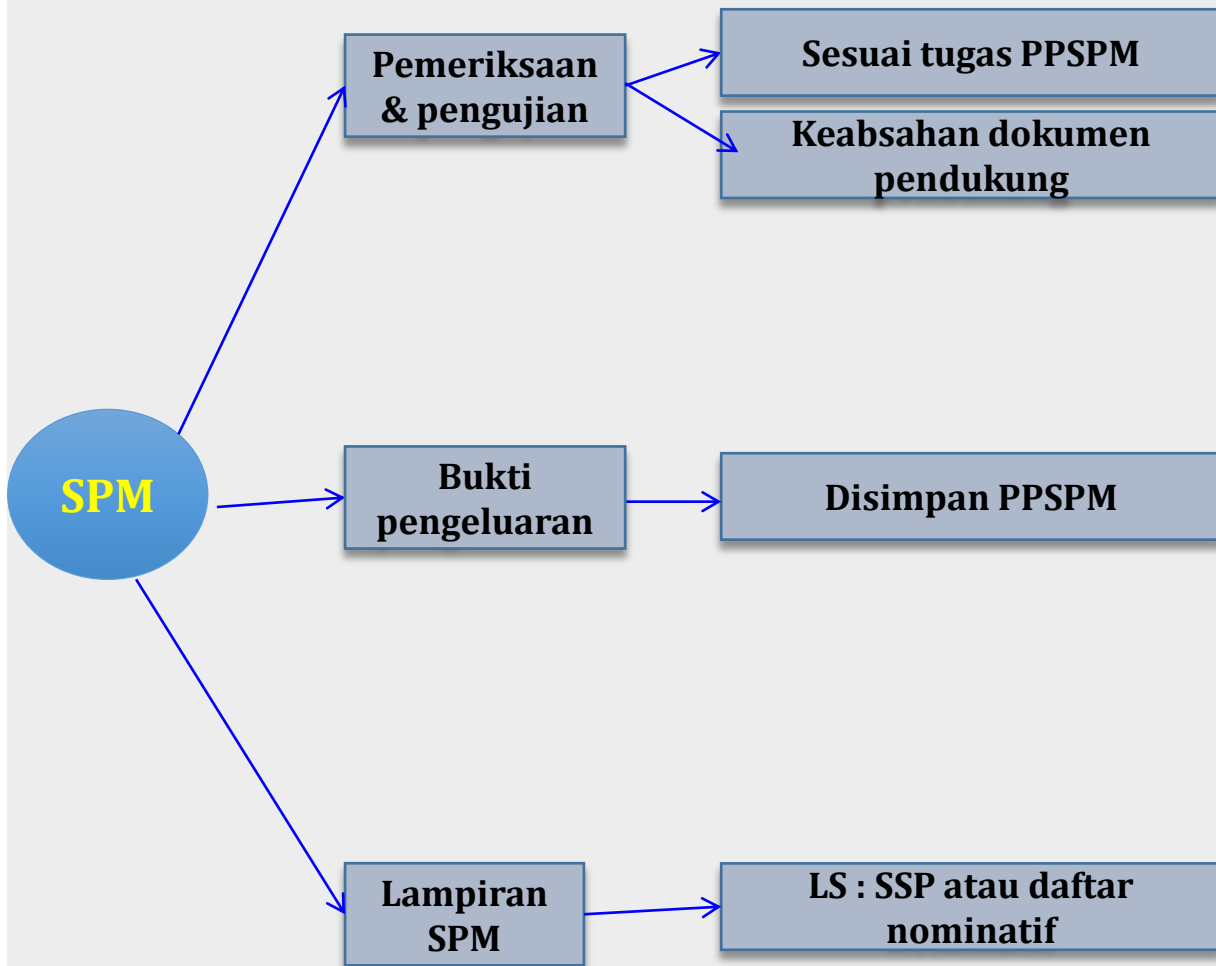 SPM
Pemeriksaan
& pengujian
Sesuai tugas PPSPM
Keabsahan dokumen
pendukung
Bukti
pengeluaran
Disimpan PPSPM
Lampiran
SPM
LS : SSP atau daftar
nominatif